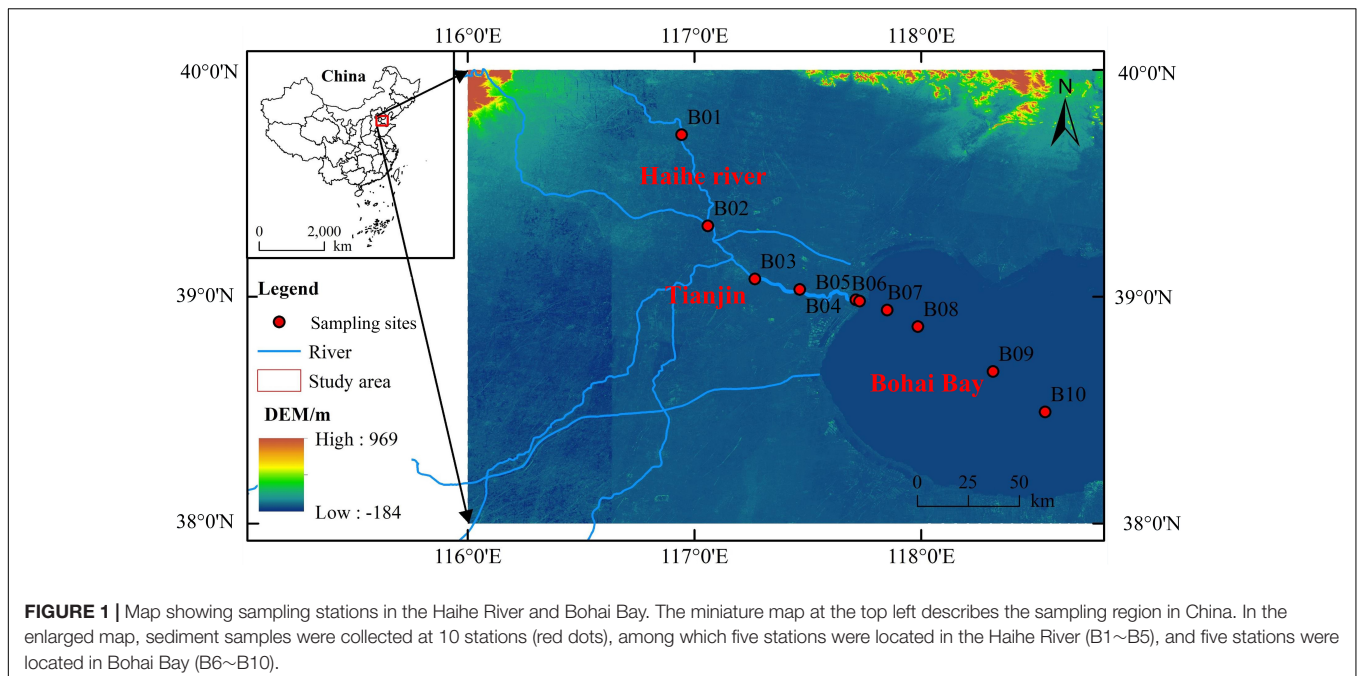 116°0'E
117°0'E
118°0'E
40°0'N
China
40°0'N
N
B01
Haihe river
B02
0
2,000
km
B03
B05
B06
39°0'N
Tianjin
B04
B07
39°0'N
B08
Legend
Sampling sites
River
Study area
B09
Bohai Bay
B10
DEM/m
High : 969
Low : -184
0
25
50
km
38°0'N
38°0'N
116°0'E
117°0'E
118°0'E
FIGURE 1 | Map showing sampling stations in the Haihe River and Bohai Bay. The miniature map at the top left describes the sampling region in China. In the
enlarged map, sediment samples were collected at 10 stations (red dots), among which five stations were located in the Haihe River (B1~B5), and five stations were
located in Bohai Bay (B6~B10).